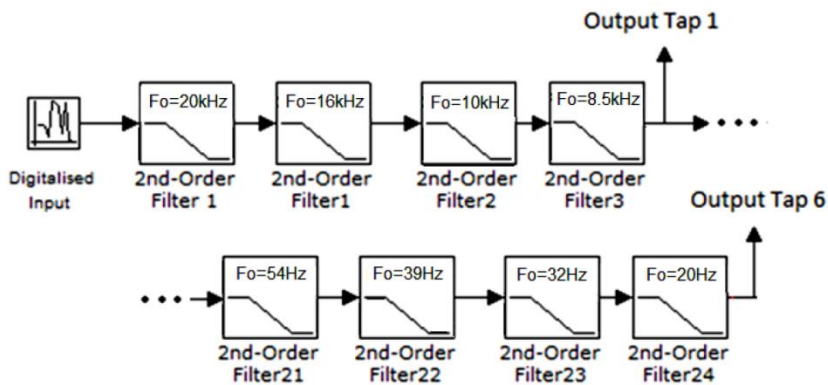 Output Tap 1
Fo=20kHz
Fo=16kHz
Fo=10kHz
Fo=8.5kHz
Digitalised
Input
2nd-Order
Filter 1
2nd-Order
Filter1
2nd-Order
Filter2
2nd-Order
Filter3
Output Tap 6
Fo=54Hz
Fo=39Hz
Fo=32Hz
Fo=20Hz
2nd-Order
Filter21
2nd-Order
Filter22
2nd-Order
Filter23
2nd-Order
Filter24